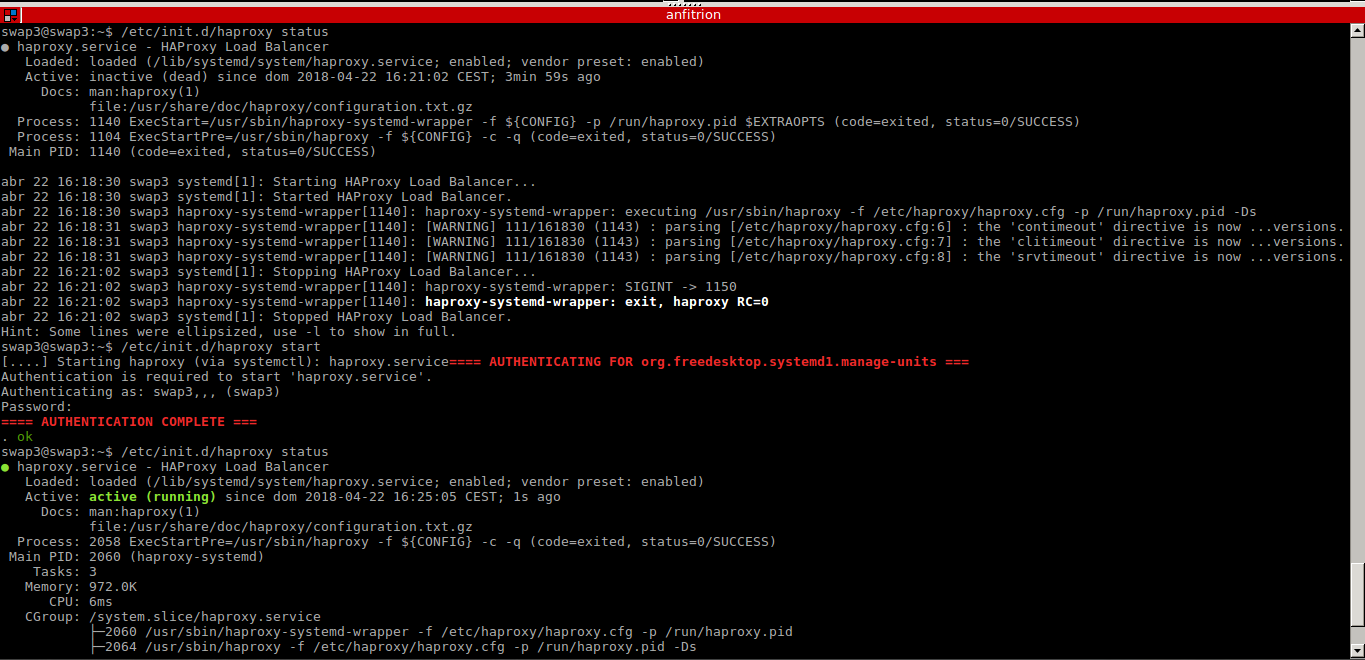 anfitrion
swap3@swap3:~$ /etc/init.d/haproxy status
● haproxy.service - HAProxy Load Balancer
   Loaded: loaded (/lib/systemd/system/haproxy.service; enabled; vendor preset: enabled)
   Active: inactive (dead) since dom 2018-04-22 16:21:02 CEST; 3min 59s ago
     Docs: man:haproxy(1)
           file:/usr/share/doc/haproxy/configuration.txt.gz
  Process: 1140 ExecStart=/usr/sbin/haproxy-systemd-wrapper -f ${CONFIG} -p /run/haproxy.pid $EXTRAOPTS (code=exited, status=0/SUCCESS)
  Process: 1104 ExecStartPre=/usr/sbin/haproxy -f ${CONFIG} -c -q (code=exited, status=0/SUCCESS)
 Main PID: 1140 (code=exited, status=0/SUCCESS)

abr 22 16:18:30 swap3 systemd[1]: Starting HAProxy Load Balancer...
abr 22 16:18:30 swap3 systemd[1]: Started HAProxy Load Balancer.
abr 22 16:18:30 swap3 haproxy-systemd-wrapper[1140]: haproxy-systemd-wrapper: executing /usr/sbin/haproxy -f /etc/haproxy/haproxy.cfg -p /run/haproxy.pid -Ds
abr 22 16:18:31 swap3 haproxy-systemd-wrapper[1140]: [WARNING] 111/161830 (1143) : parsing [/etc/haproxy/haproxy.cfg:6] : the 'contimeout' directive is now ...versions.
abr 22 16:18:31 swap3 haproxy-systemd-wrapper[1140]: [WARNING] 111/161830 (1143) : parsing [/etc/haproxy/haproxy.cfg:7] : the 'clitimeout' directive is now ...versions.
abr 22 16:18:31 swap3 haproxy-systemd-wrapper[1140]: [WARNING] 111/161830 (1143) : parsing [/etc/haproxy/haproxy.cfg:8] : the 'srvtimeout' directive is now ...versions.
abr 22 16:21:02 swap3 systemd[1]: Stopping HAProxy Load Balancer...
abr 22 16:21:02 swap3 haproxy-systemd-wrapper[1140]: haproxy-systemd-wrapper: SIGINT -> 1150
abr 22 16:21:02 swap3 haproxy-systemd-wrapper[1140]: haproxy-systemd-wrapper: exit, haproxy RC=0
abr 22 16:21:02 swap3 systemd[1]: Stopped HAProxy Load Balancer.
Hint: Some lines were ellipsized, use -l to show in full.
swap3@swap3:~$ /etc/init.d/haproxy start
[....] Starting haproxy (via systemctl): haproxy.service==== AUTHENTICATING FOR org.freedesktop.systemd1.manage-units ===
Authentication is required to start 'haproxy.service'.
Authenticating as: swap3,,, (swap3)
Password:
==== AUTHENTICATION COMPLETE ===
. ok
swap3@swap3:~$ /etc/init.d/haproxy status
● haproxy.service - HAProxy Load Balancer
   Loaded: loaded (/lib/systemd/system/haproxy.service; enabled; vendor preset: enabled)
   Active: active (running) since dom 2018-04-22 16:25:05 CEST; 1s ago
     Docs: man:haproxy(1)
           file:/usr/share/doc/haproxy/configuration.txt.gz
  Process: 2058 ExecStartPre=/usr/sbin/haproxy -f ${CONFIG} -c -q (code=exited, status=0/SUCCESS)
 Main PID: 2060 (haproxy-systemd)
    Tasks: 3
   Memory: 972.0K
      CPU: 6ms
   CGroup: /system.slice/haproxy.service
           ├─2060 /usr/sbin/haproxy-systemd-wrapper -f /etc/haproxy/haproxy.cfg -p /run/haproxy.pid
           ├─2064 /usr/sbin/haproxy -f /etc/haproxy/haproxy.cfg -p /run/haproxy.pid -Ds